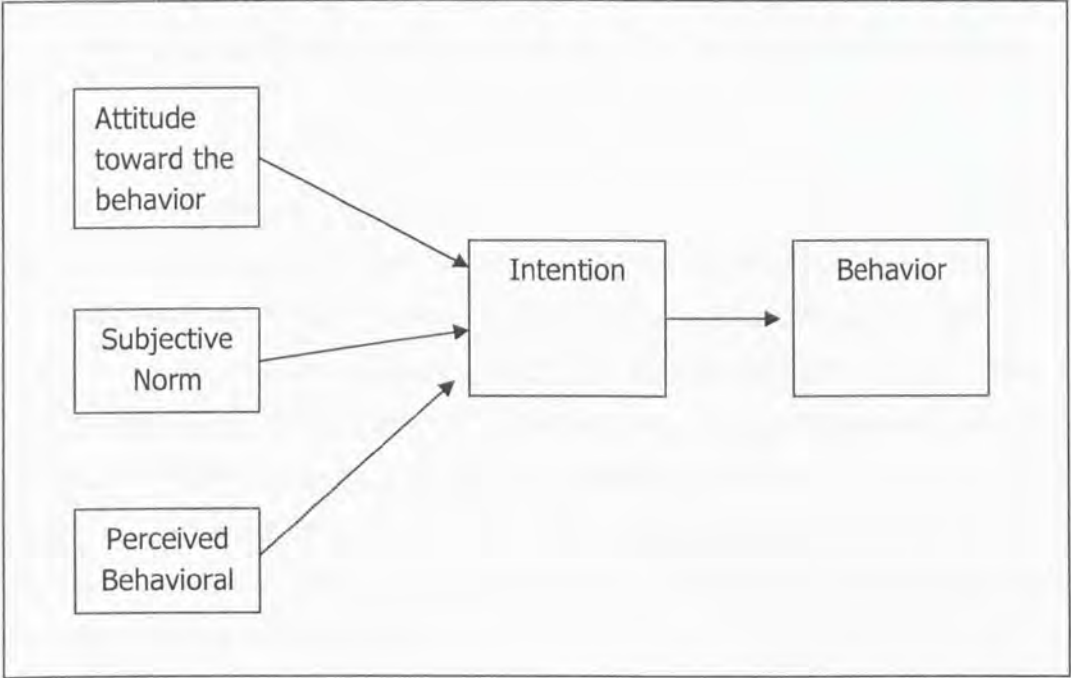 Attitude
toward the
behavior
Subjective
Norm
Perceived
Behavioral
Intention
Behavior